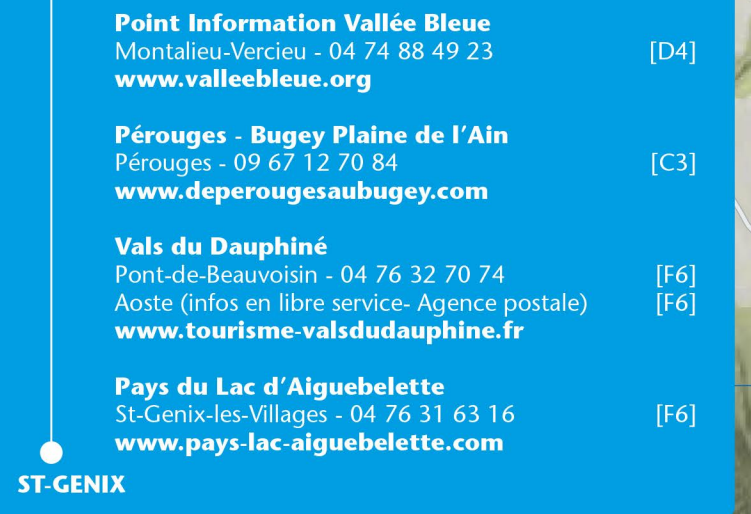 Point Information Vallée Bleue
Montalieu-Vercieu - 04 74 88 49 23 [D4]
www.valleebleue.org
Pérouges - Bugey Plaine de l'Ain
Pérouges - 09 67 12 70 84 [C3]
www.deperougesaubugey.com
Vals du Dauphiné
Pont-de-Beauvoisin - 04 76 32 70 74 [F6]
Aoste (infos en libre service- Agence postale) [F6]
www.tourisme-valsdudauphine.fr
Pays du Lac d'Aiguebelette
St-Genix-les-Villages - 04 76 31 63 16 [F6]
www.pays-lac-aiguebelette.com
ST-GENIX